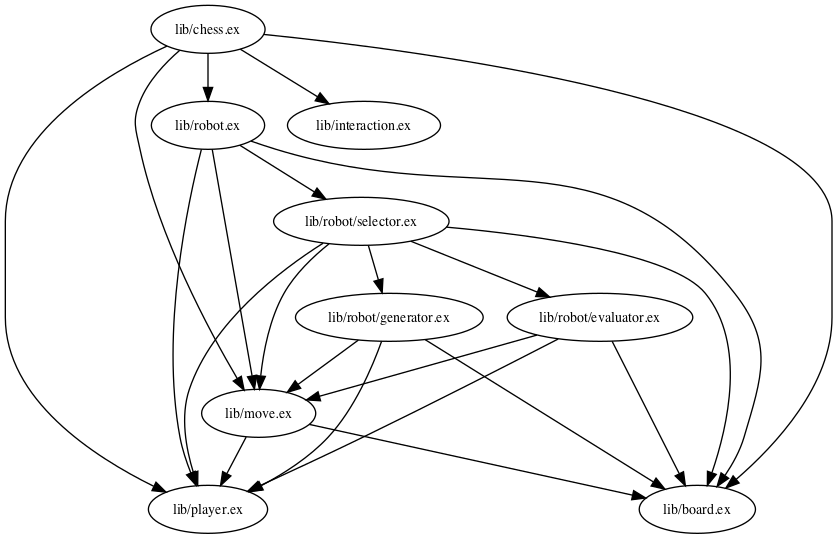 lib/chess.ex
lib/robot.ex
lib/interaction.ex
lib/robot/selector.ex
lib/robot/generator.ex
lib/robot/evaluator.ex
lib/move.ex
lib/player.ex
lib/board.ex